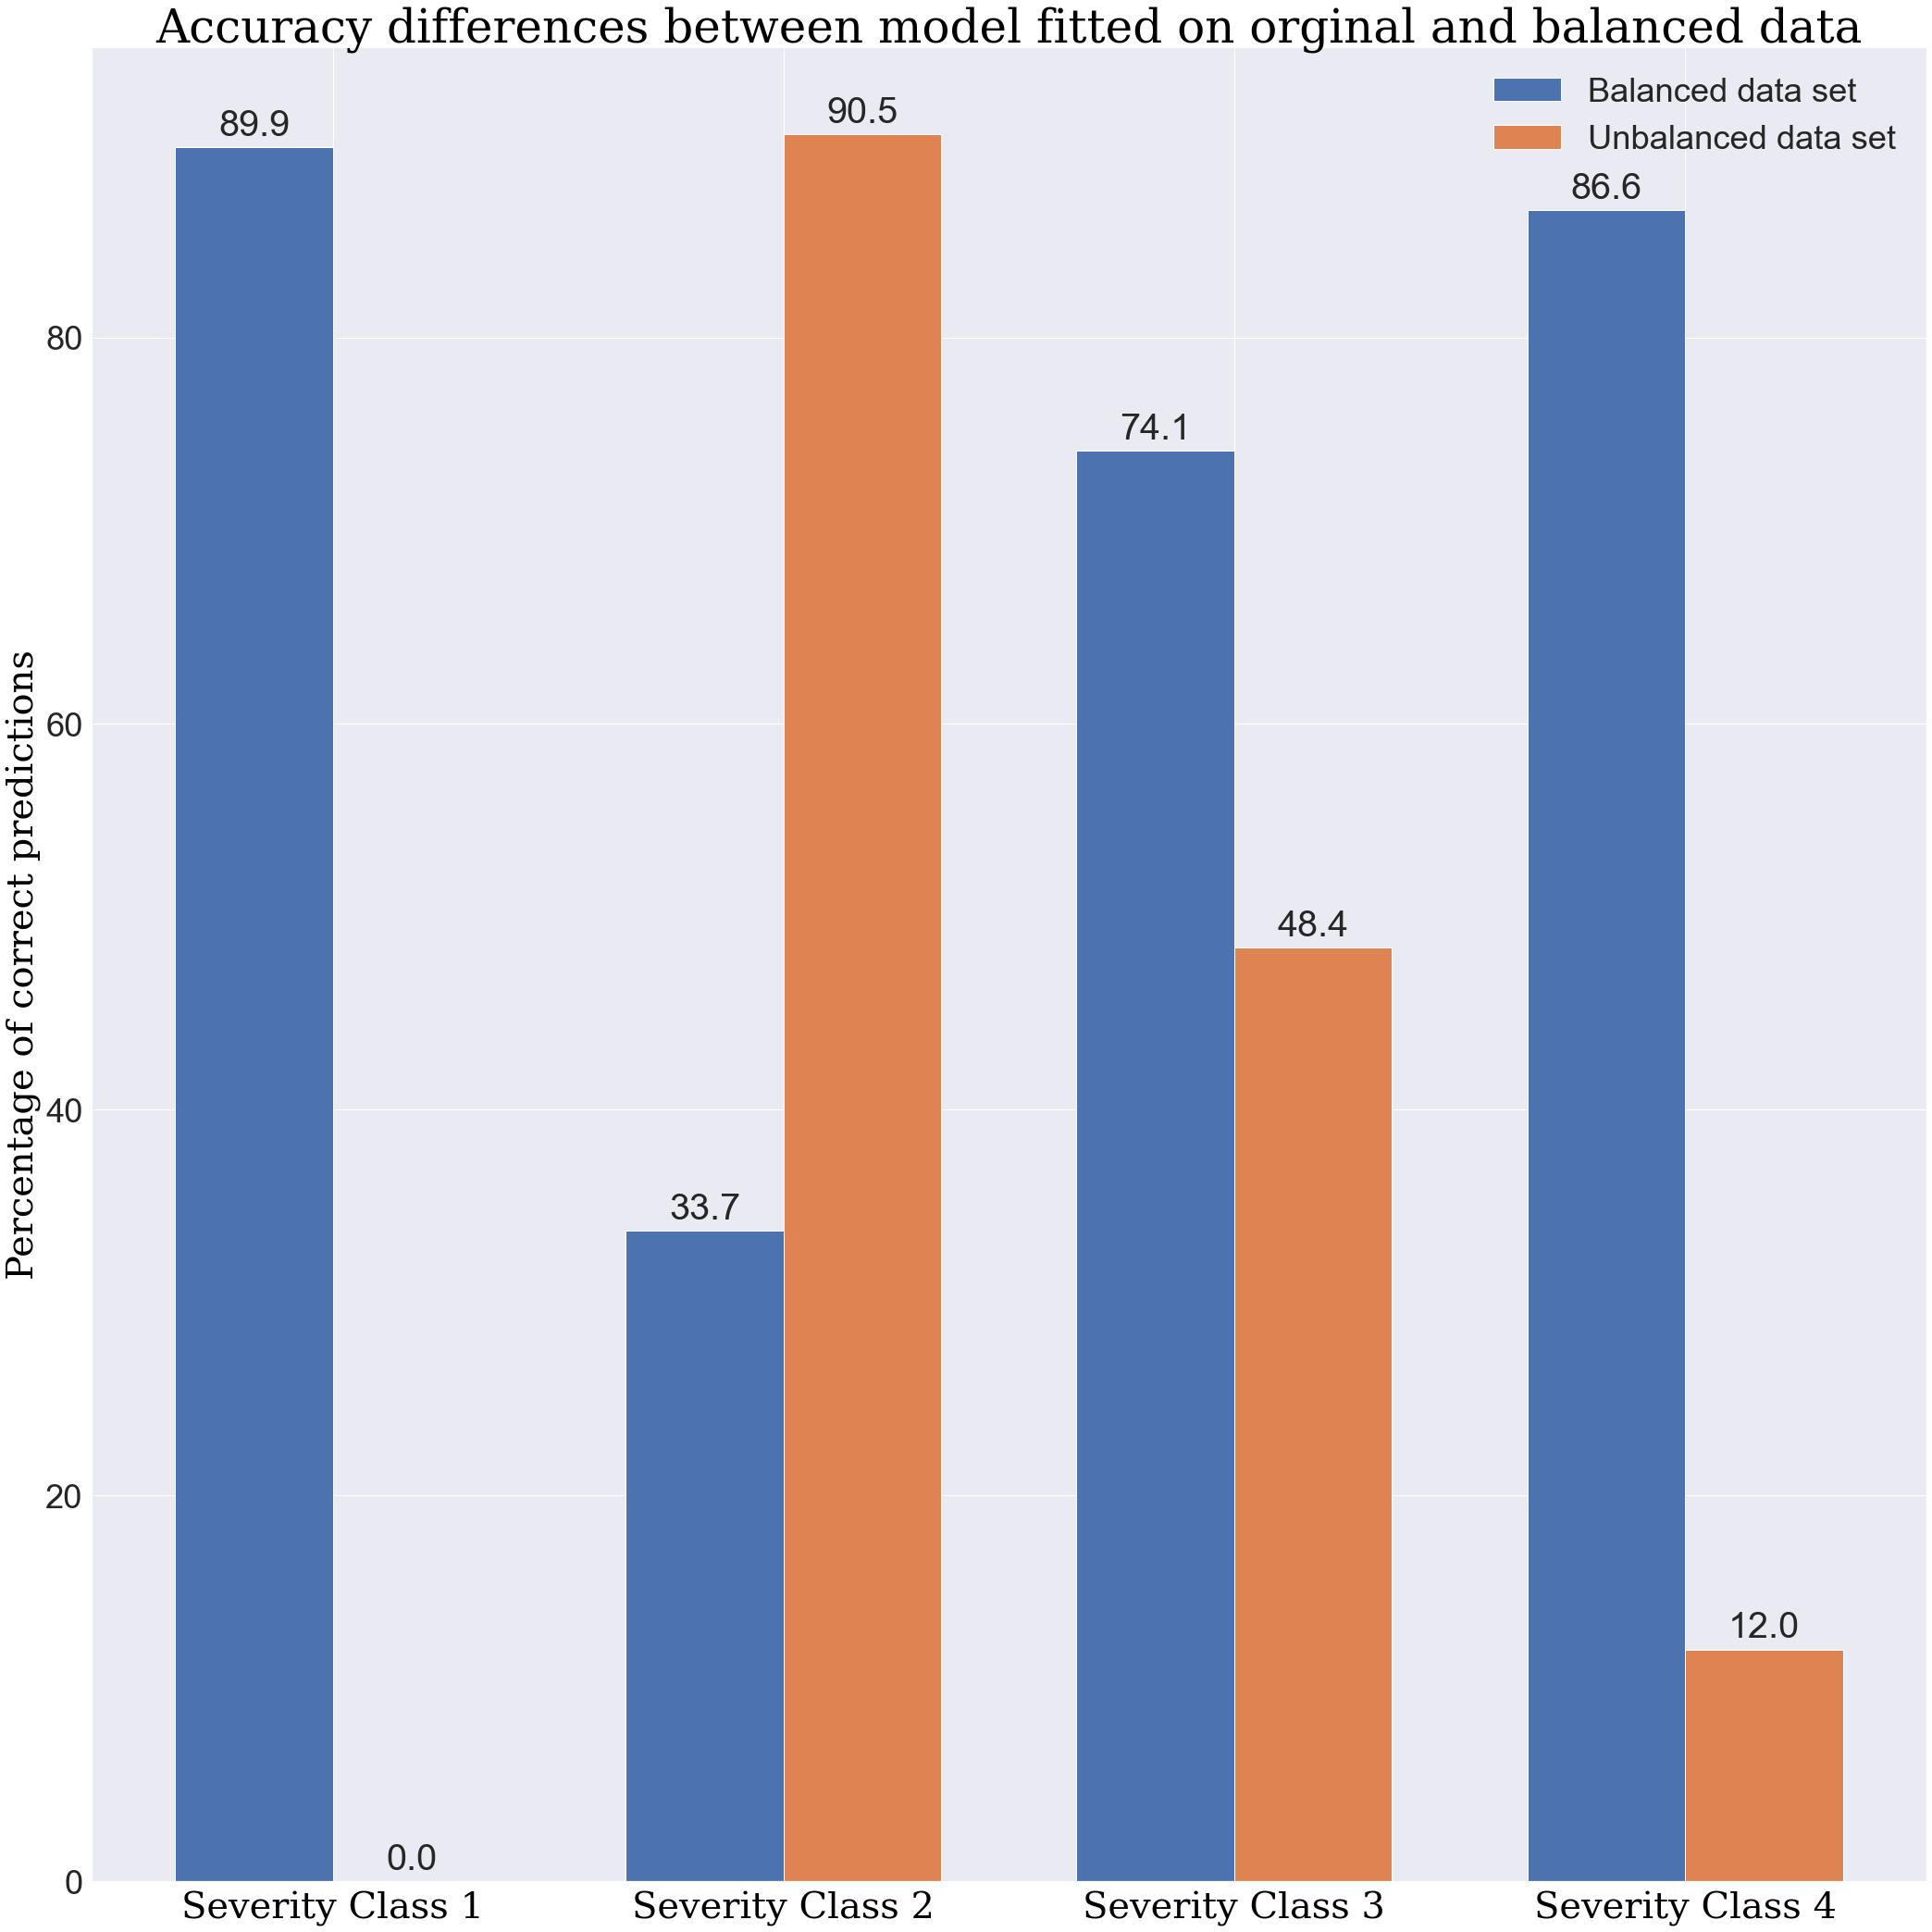 Accuracy differences between model fitted on orginal and balanced data
Balanced data set
Unbalanced data set
89.9
90.5
86.6
80
74.1
60
48.4
40
33.7
20
12.0
0.0
0
Percentage of correct predictions
Severity Class 1
Severity Class 2
Severity Class 3
Severity Class 4